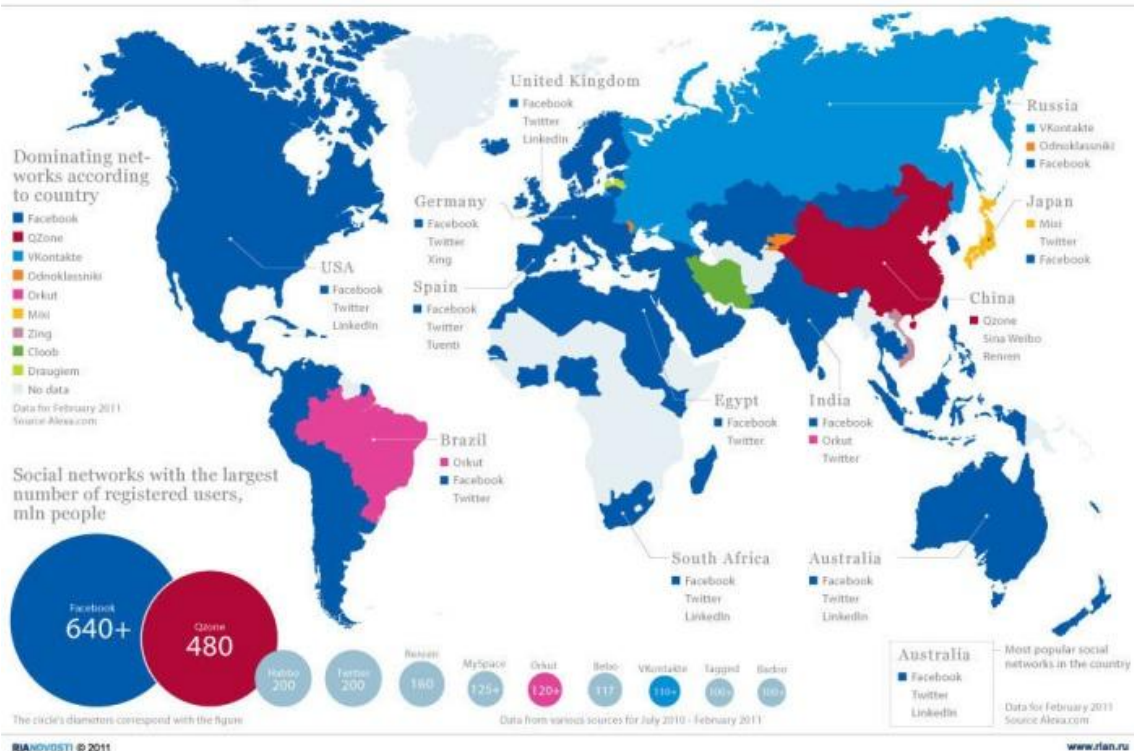 Dominating net-
works according
to country
Facebook
QZone
VKontakte
Odnoklassniki
Orkut
Mixi
Zing
Cloob
Draugiem
No data
Data for February 2011
Source Alexa.com
United Kingdom
Facebook
Twitter
LinkedIn
Russia
VKontakte
Odnoklassniki
Facebook
Germany
Facebook
Twitter
Xing
Japan
Mixi
Twitter
Facebook
USA
Facebook
Twitter
LinkedIn
Spain
Facebook
Twitter
Tuenti
China
Qzone
Sina Weibo
Renren
Egypt
Facebook
Twitter
India
Facebook
Orkut
Twitter
Brazil
Orkut
Facebook
Twitter
South Africa
Facebook
Twitter
LinkedIn
Australia
Facebook
Twitter
LinkedIn
Social networks with the largest
number of registered users,
mln people
Facebook
640+
Qzone
480
Habbo
200
Twitter
200
Renren
160
MySpace
125+
Orkut
120+
Bebo
117
VKontakte
110+
Tagged
100+
Badoo
100+
The circle's diameters correspond with the figure
Data from various sources for July 2010 - February 2011
Australia
Facebook
Twitter
LinkedIn
Most popular social
networks in the country
Data for February 2011
Source Alexa.com
RIANOVOSTI © 2011
www.rian.ru